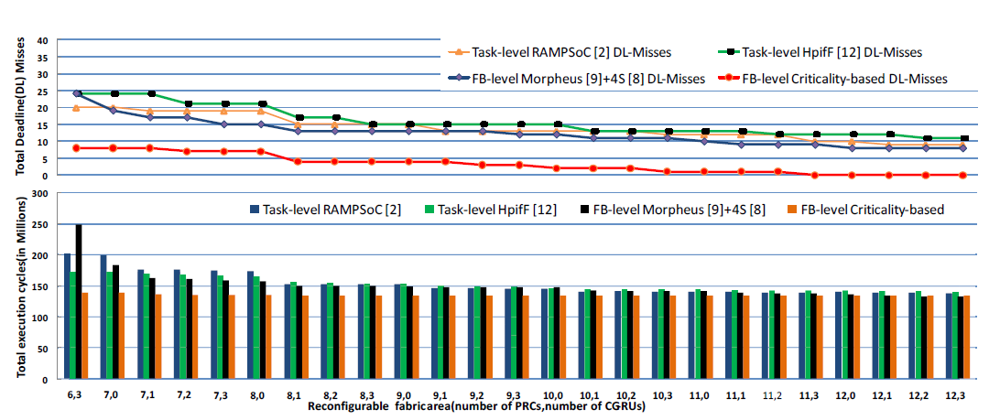 Total Deadline(DL) Misses
40
35
30
25
20
15
10
5
0
Task-level RAMPSoC [2] DL-Misses
Task-level HpifF [12] DL-Misses
FB-level Morpheus [9]+4S [8] DL-Misses
FB-level Criticality-based DL-Misses
Total execution cycles(in Millions)
300
250
200
150
100
50
0
Task-level RAMPSoC [2]
Task-level HpifF [12]
FB-level Morpheus [9]+4S [8]
FB-level Criticality-based
6,3 7,0 7,1 7,2 7,3 8,0 8,1 8,2 8,3 9,0 9,1 9,2 9,3 10,0 10,1 10,2 10,3 11,0 11,1 11,2 11,3 12,0 12,1 12,2 12,3
Reconfigurable fabricarea(number of PRCs,number of CGRUs)